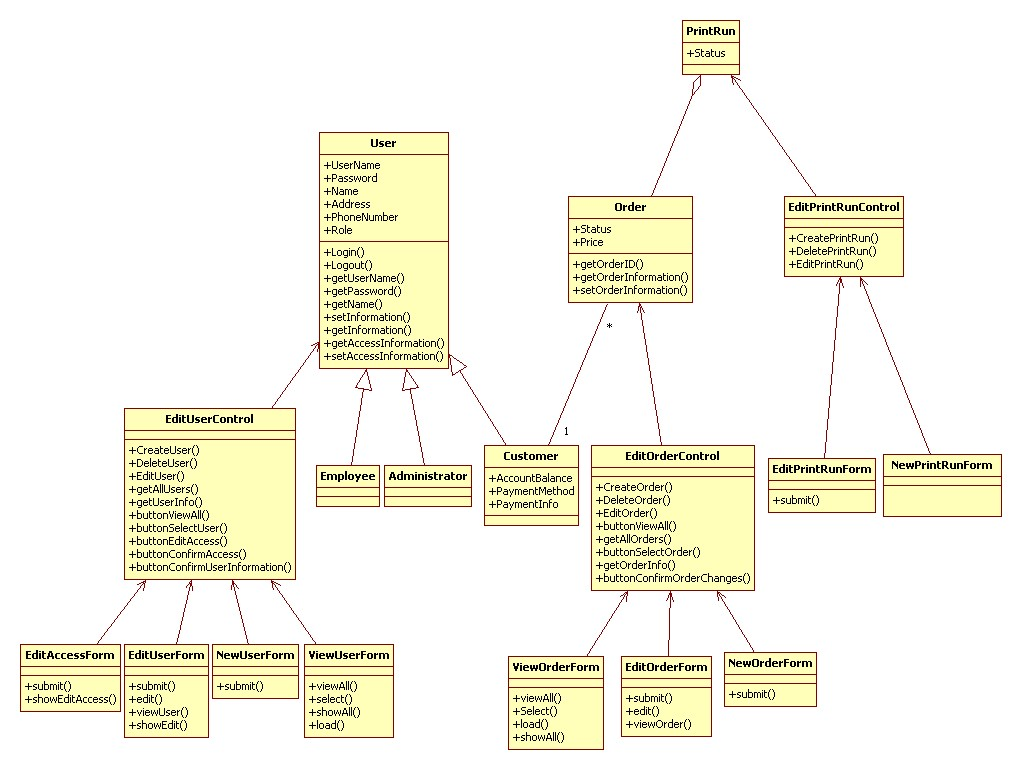 PrintRun
+Status
User
+UserName
+Password
+Name
+Address
+PhoneNumber
+Role
+Login()
+Logout()
+getUserName()
+getPassword()
+getName()
+setInformation()
+getInformation()
+getAccessInformation()
+setAccessInformation()
Order
+Status
+Price
+getOrderID()
+getOrderInformation()
+setOrderInformation()
EditPrintRunControl
+CreatePrintRun()
+DeletePrintRun()
+EditPrintRun()
*
1
EditUserControl
+CreateUser()
+DeleteUser()
+EditUser()
+getAllUsers()
+getUserInfo()
+buttonViewAll()
+buttonSelectUser()
+buttonEditAccess()
+buttonConfirmAccess()
+buttonConfirmUserInformation()
Employee
Administrator
Customer
+AccountBalance
+PaymentMethod
+PaymentInfo
EditOrderControl
+CreateOrder()
+DeleteOrder()
+EditOrder()
+buttonViewAll()
+getAllOrders()
+buttonSelectOrder()
+getOrderInfo()
+buttonConfirmOrderChanges()
EditPrintRunForm
+submit()
NewPrintRunForm
EditAccessForm
+submit()
+showEditAccess()
EditUserForm
+submit()
+edit()
+viewUser()
+showEdit()
NewUserForm
+submit()
ViewUserForm
+viewAll()
+select()
+showAll()
+load()
ViewOrderForm
+viewAll()
+Select()
+load()
+showAll()
EditOrderForm
+submit()
+edit()
+viewOrder()
NewOrderForm
+submit()